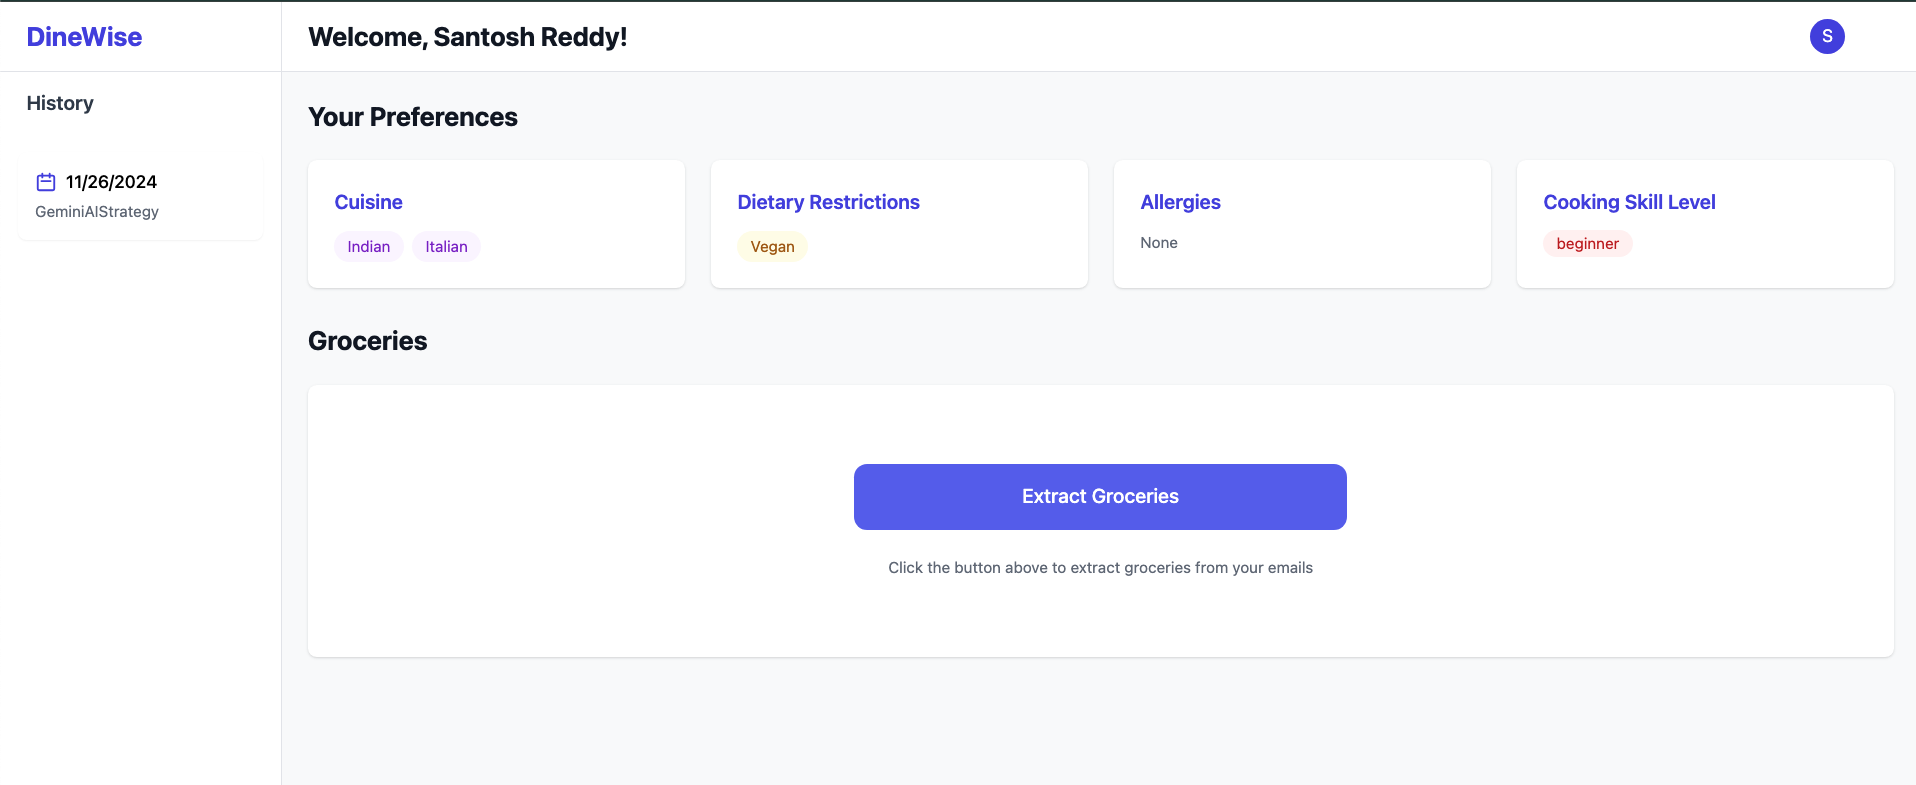 DineWise
Welcome, Santosh Reddy!
S
History
11/26/2024
GeminiAIStrategy
Your Preferences
Cuisine
Indian Italian
Dietary Restrictions
Vegan
Allergies
None
Cooking Skill Level
beginner
Groceries
Extract Groceries
Click the button above to extract groceries from your emails